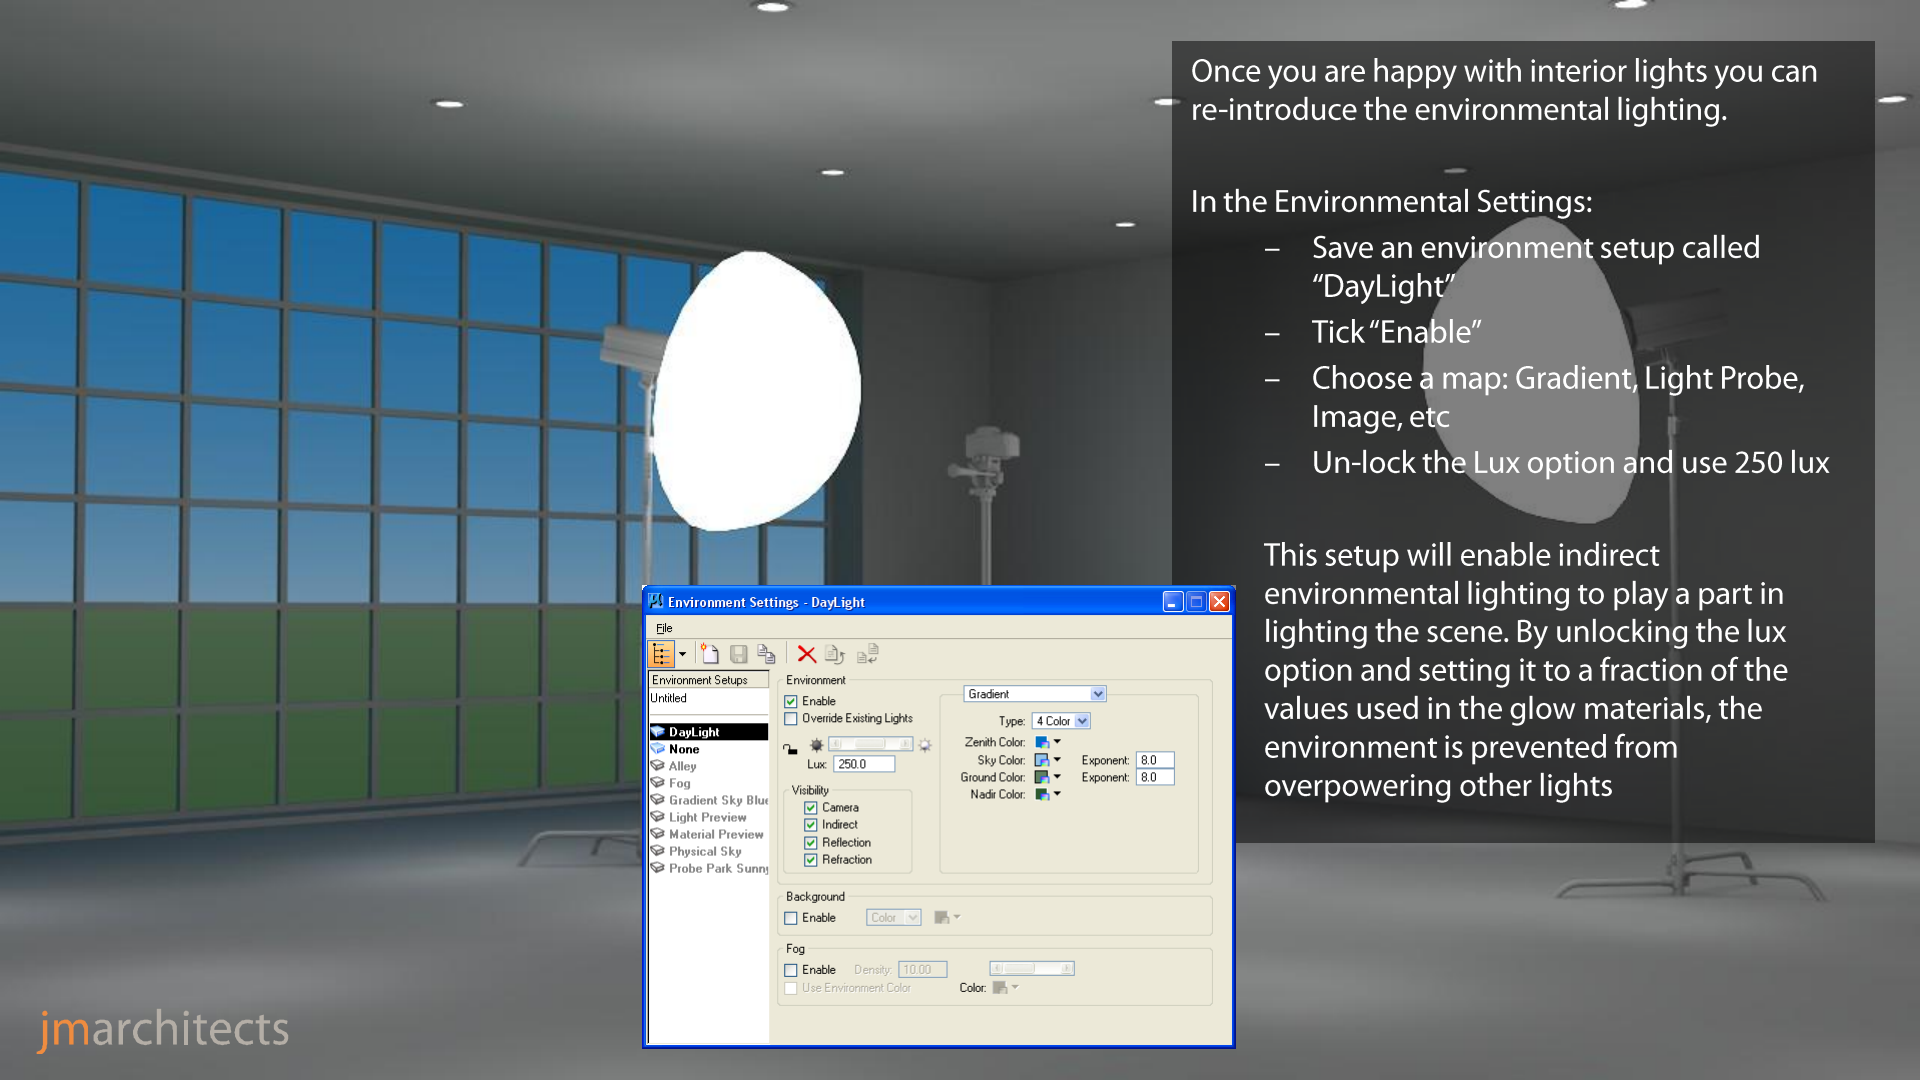 Once you are happy with interior lights you can
re-introduce the environmental lighting.
In the Environmental Settings:
– Save an environment setup called
“DayLight”
– Tick “Enable”
– Choose a map: Gradient, Light Probe,
Image, etc
– Un-lock the Lux option and use 250 lux
This setup will enable indirect
environmental lighting to play a part in
lighting the scene. By unlocking the lux
option and setting it to a fraction of the
values used in the glow materials, the
environment is prevented from
overpowering other lights
Environment Settings - DayLight
File
Environment Setups
Untitled
DayLight
None
Alley
Fog
Gradient Sky Blue
Light Preview
Material Preview
Physical Sky
Probe Park Sunny
Environment
Enable
Override Existing Lights
Lux: 250.0
Visibility
Camera
Indirect
Reflection
Refraction
Gradient
Type: 4 Color
Zenith Color:
Sky Color: Exponent: 8.0
Ground Color: Exponent: 8.0
Nadir Color:
Background
Enable Color
Fog
Enable Density: 10.00
Use Environment Color Color:
jmarchitects